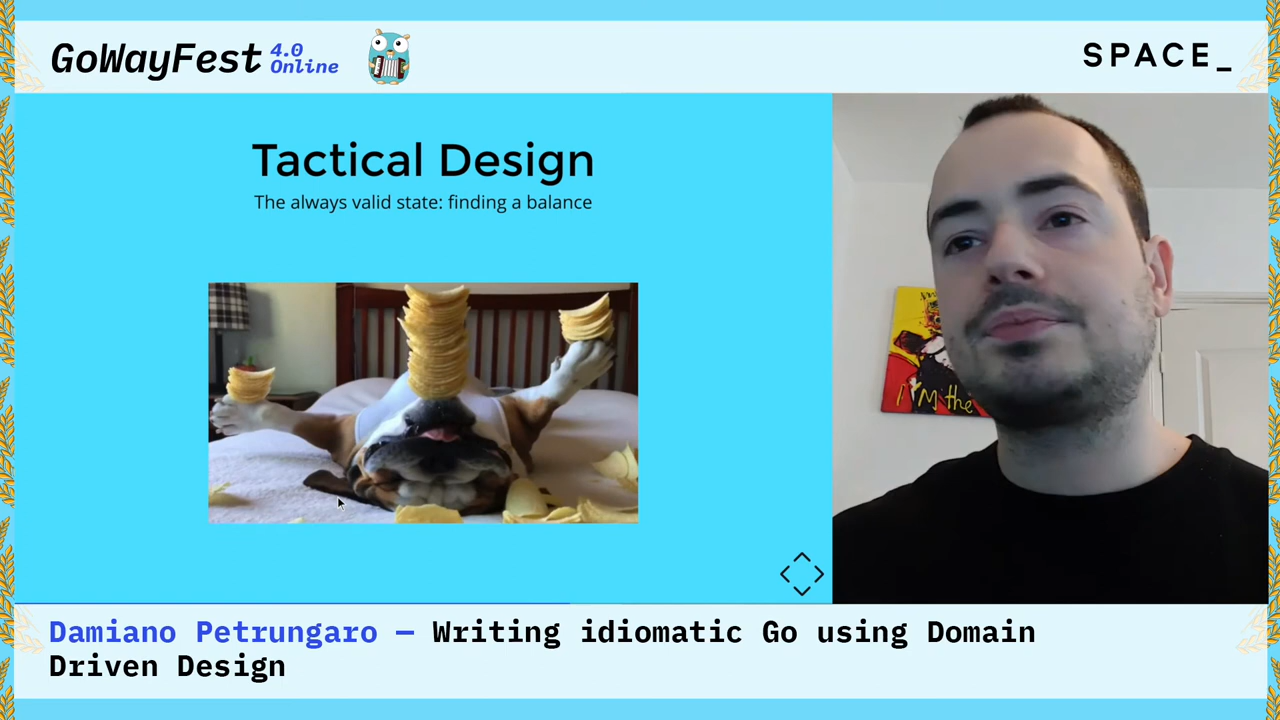 GoWayFest 4.0
Online
SPACE_
Tactical Design
The always valid state: finding a balance
I'M the
Damiano Petrungaro — Writing idiomatic Go using Domain
Driven Design